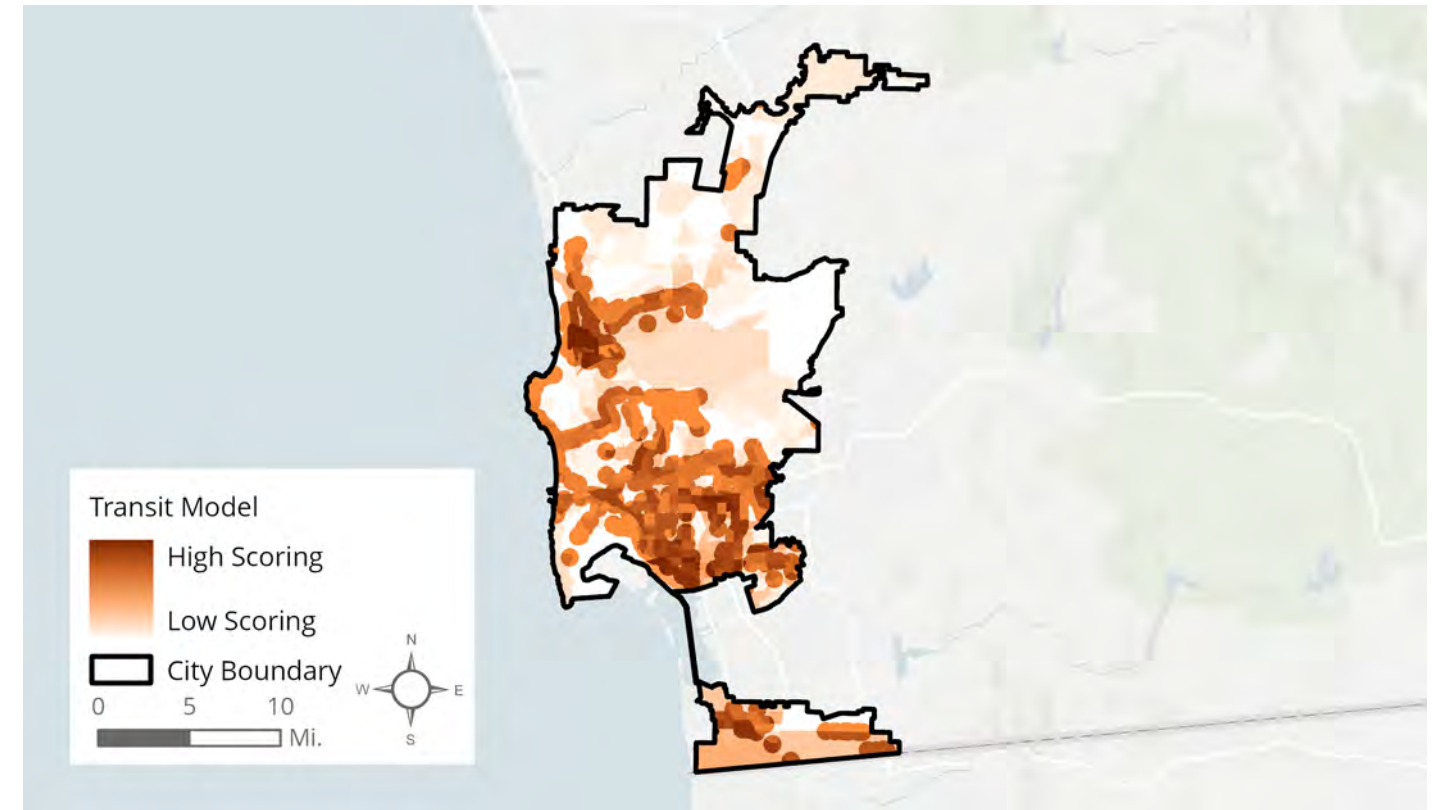 Transit Model
High Scoring
Low Scoring
City Boundary
0 5 10
Mi.
N
W E
S